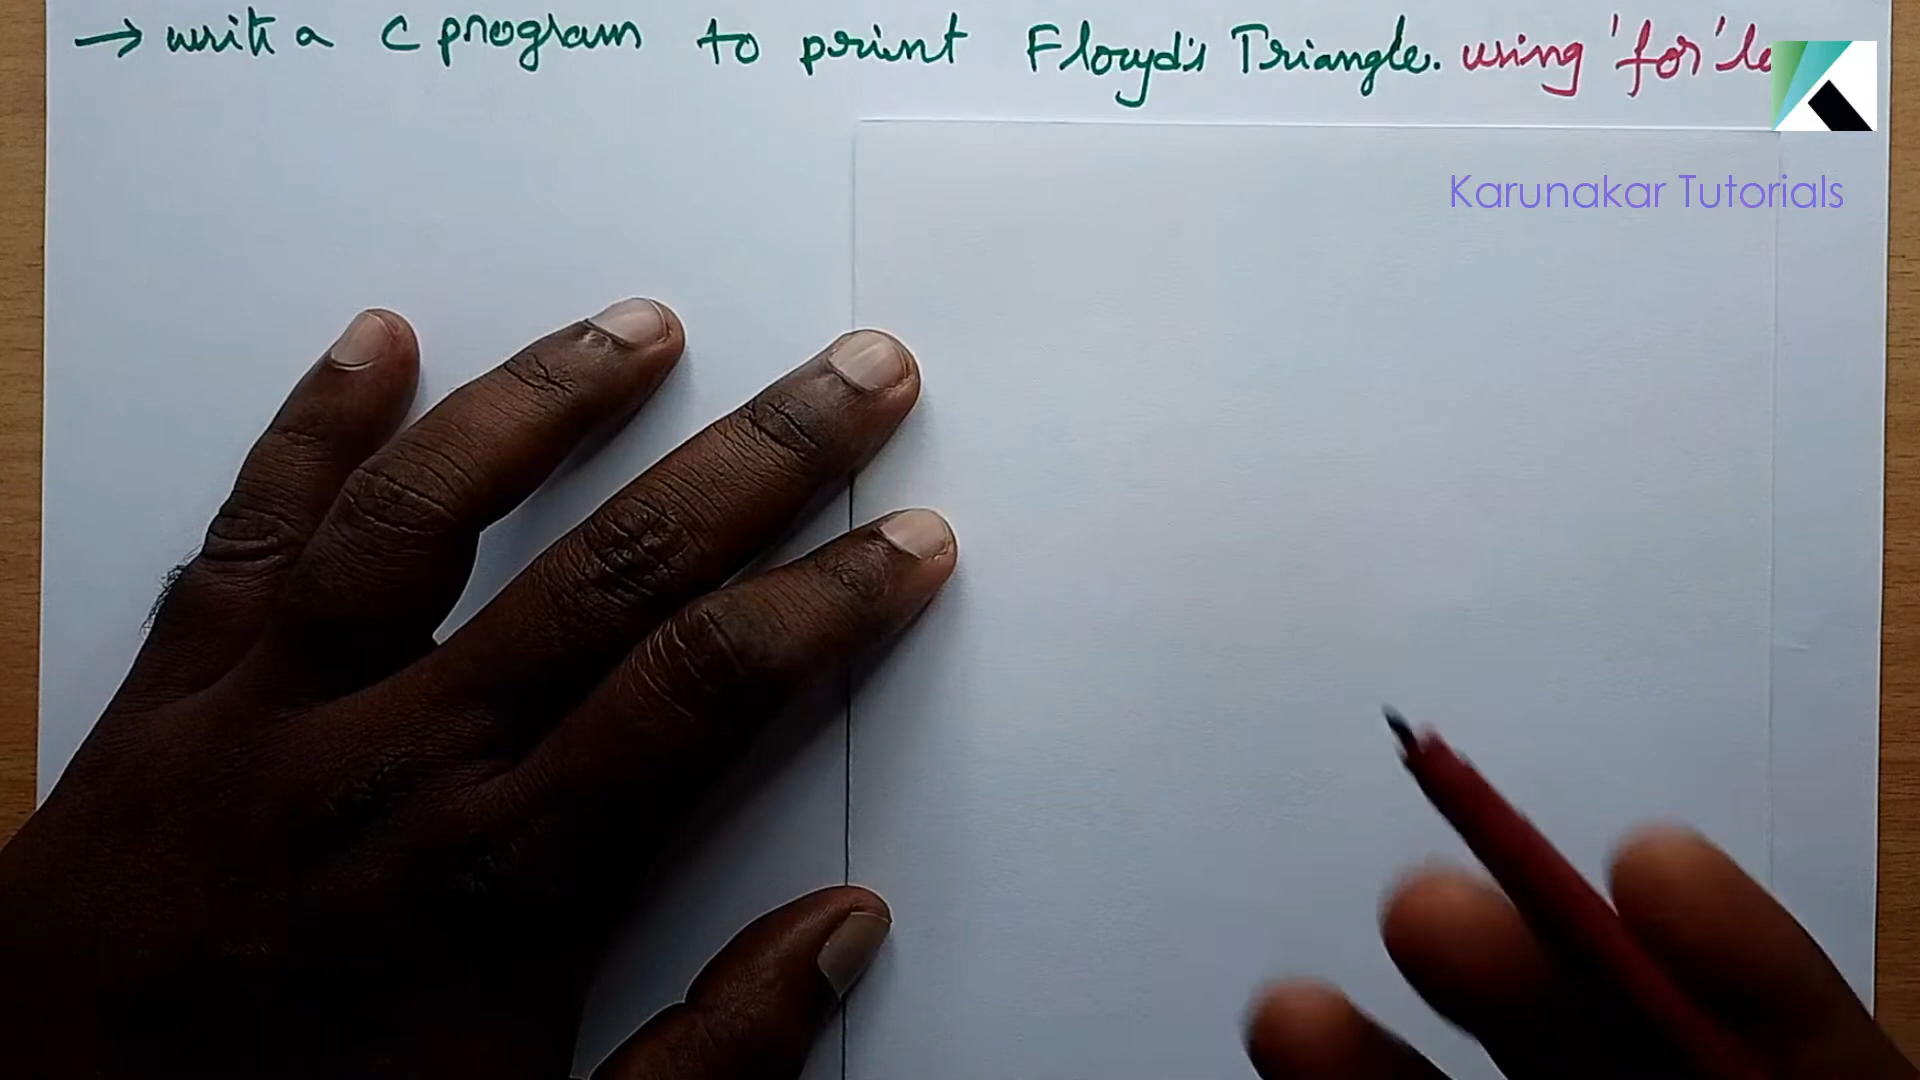 → write a C program to print Floyd's Triangle. using 'for'
Karunakar Tutorials